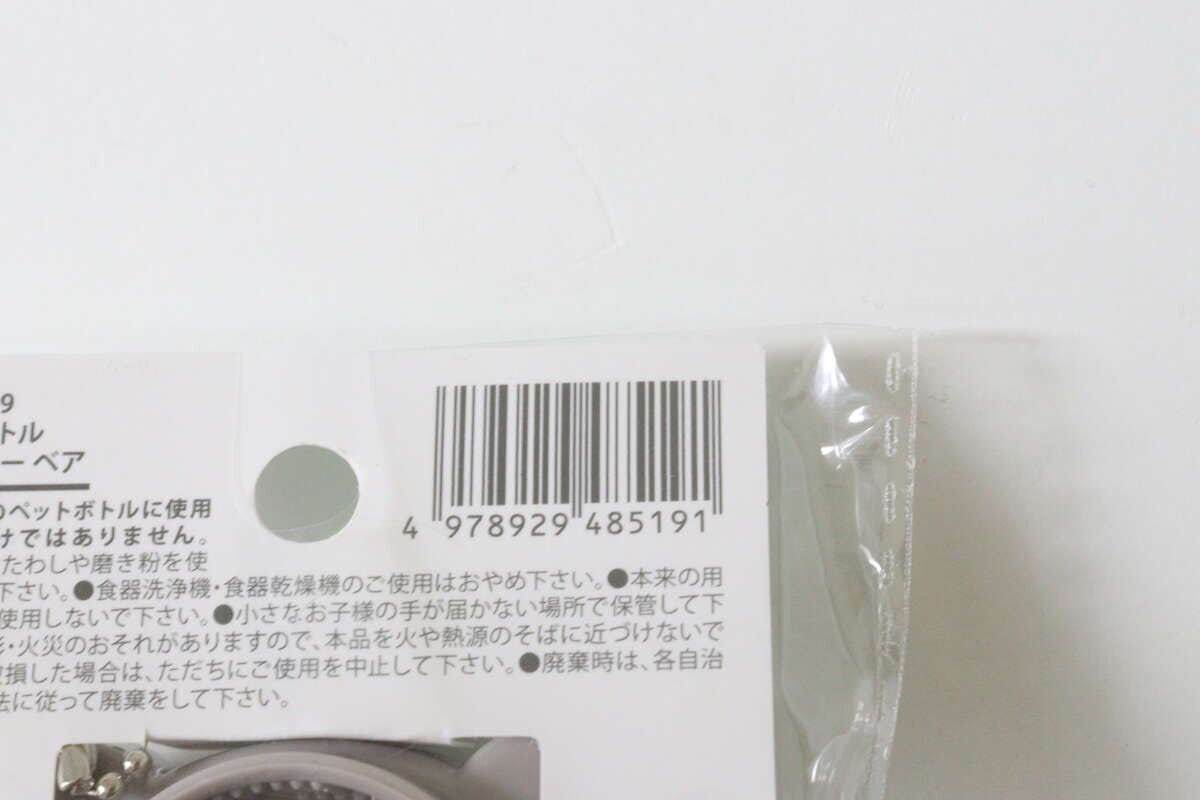 9
トル
ー ベア
のペットボトルに使用
けではありません。
たわしや磨き粉を使
下さい。●食器洗浄機・食器乾燥機のご使用はおやめ下さい。●本来の用
使用しないで下さい。●小さなお子様の手が届かない場所で保管して下
・火災のおそれがありますので、本品を火や熱源のそばに近づけないで
損した場合は、ただちにご使用を中止して下さい。●廃棄時は、各自治
法に従って廃棄をして下さい。
4 978929 485191